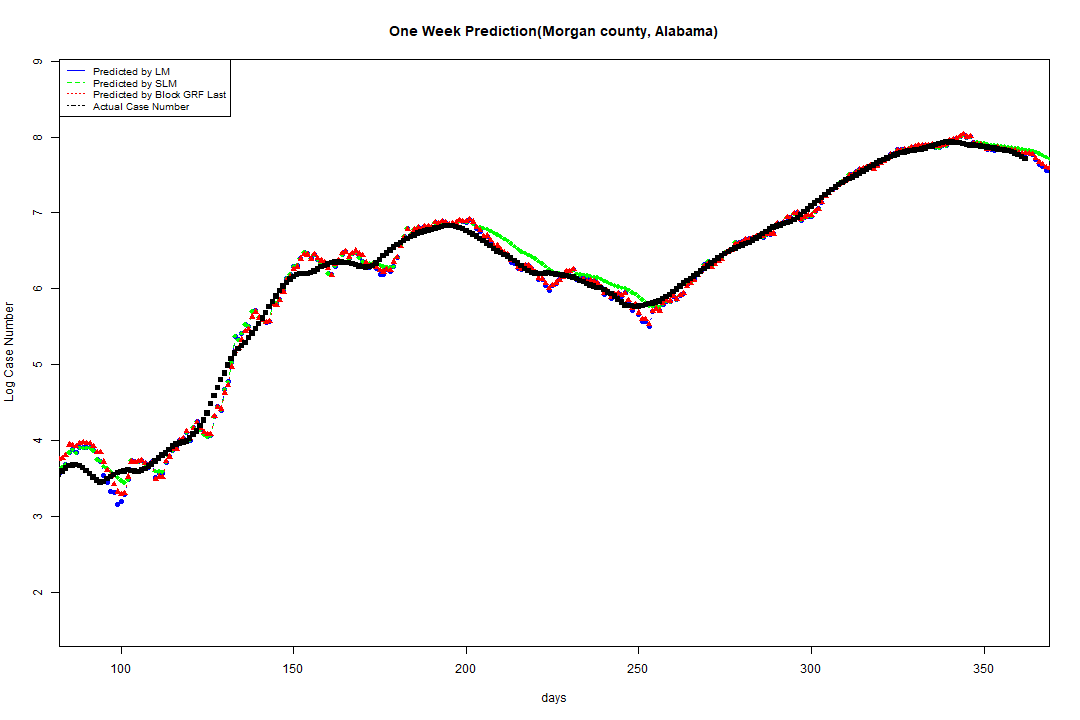 One Week Prediction(Morgan county, Alabama)
Predicted by LM
Predicted by SLM
Predicted by Block GRF Last
Actual Case Number
9
8
7
6
5
4
3
2
Log Case Number
100 150 200 250 300 350
days